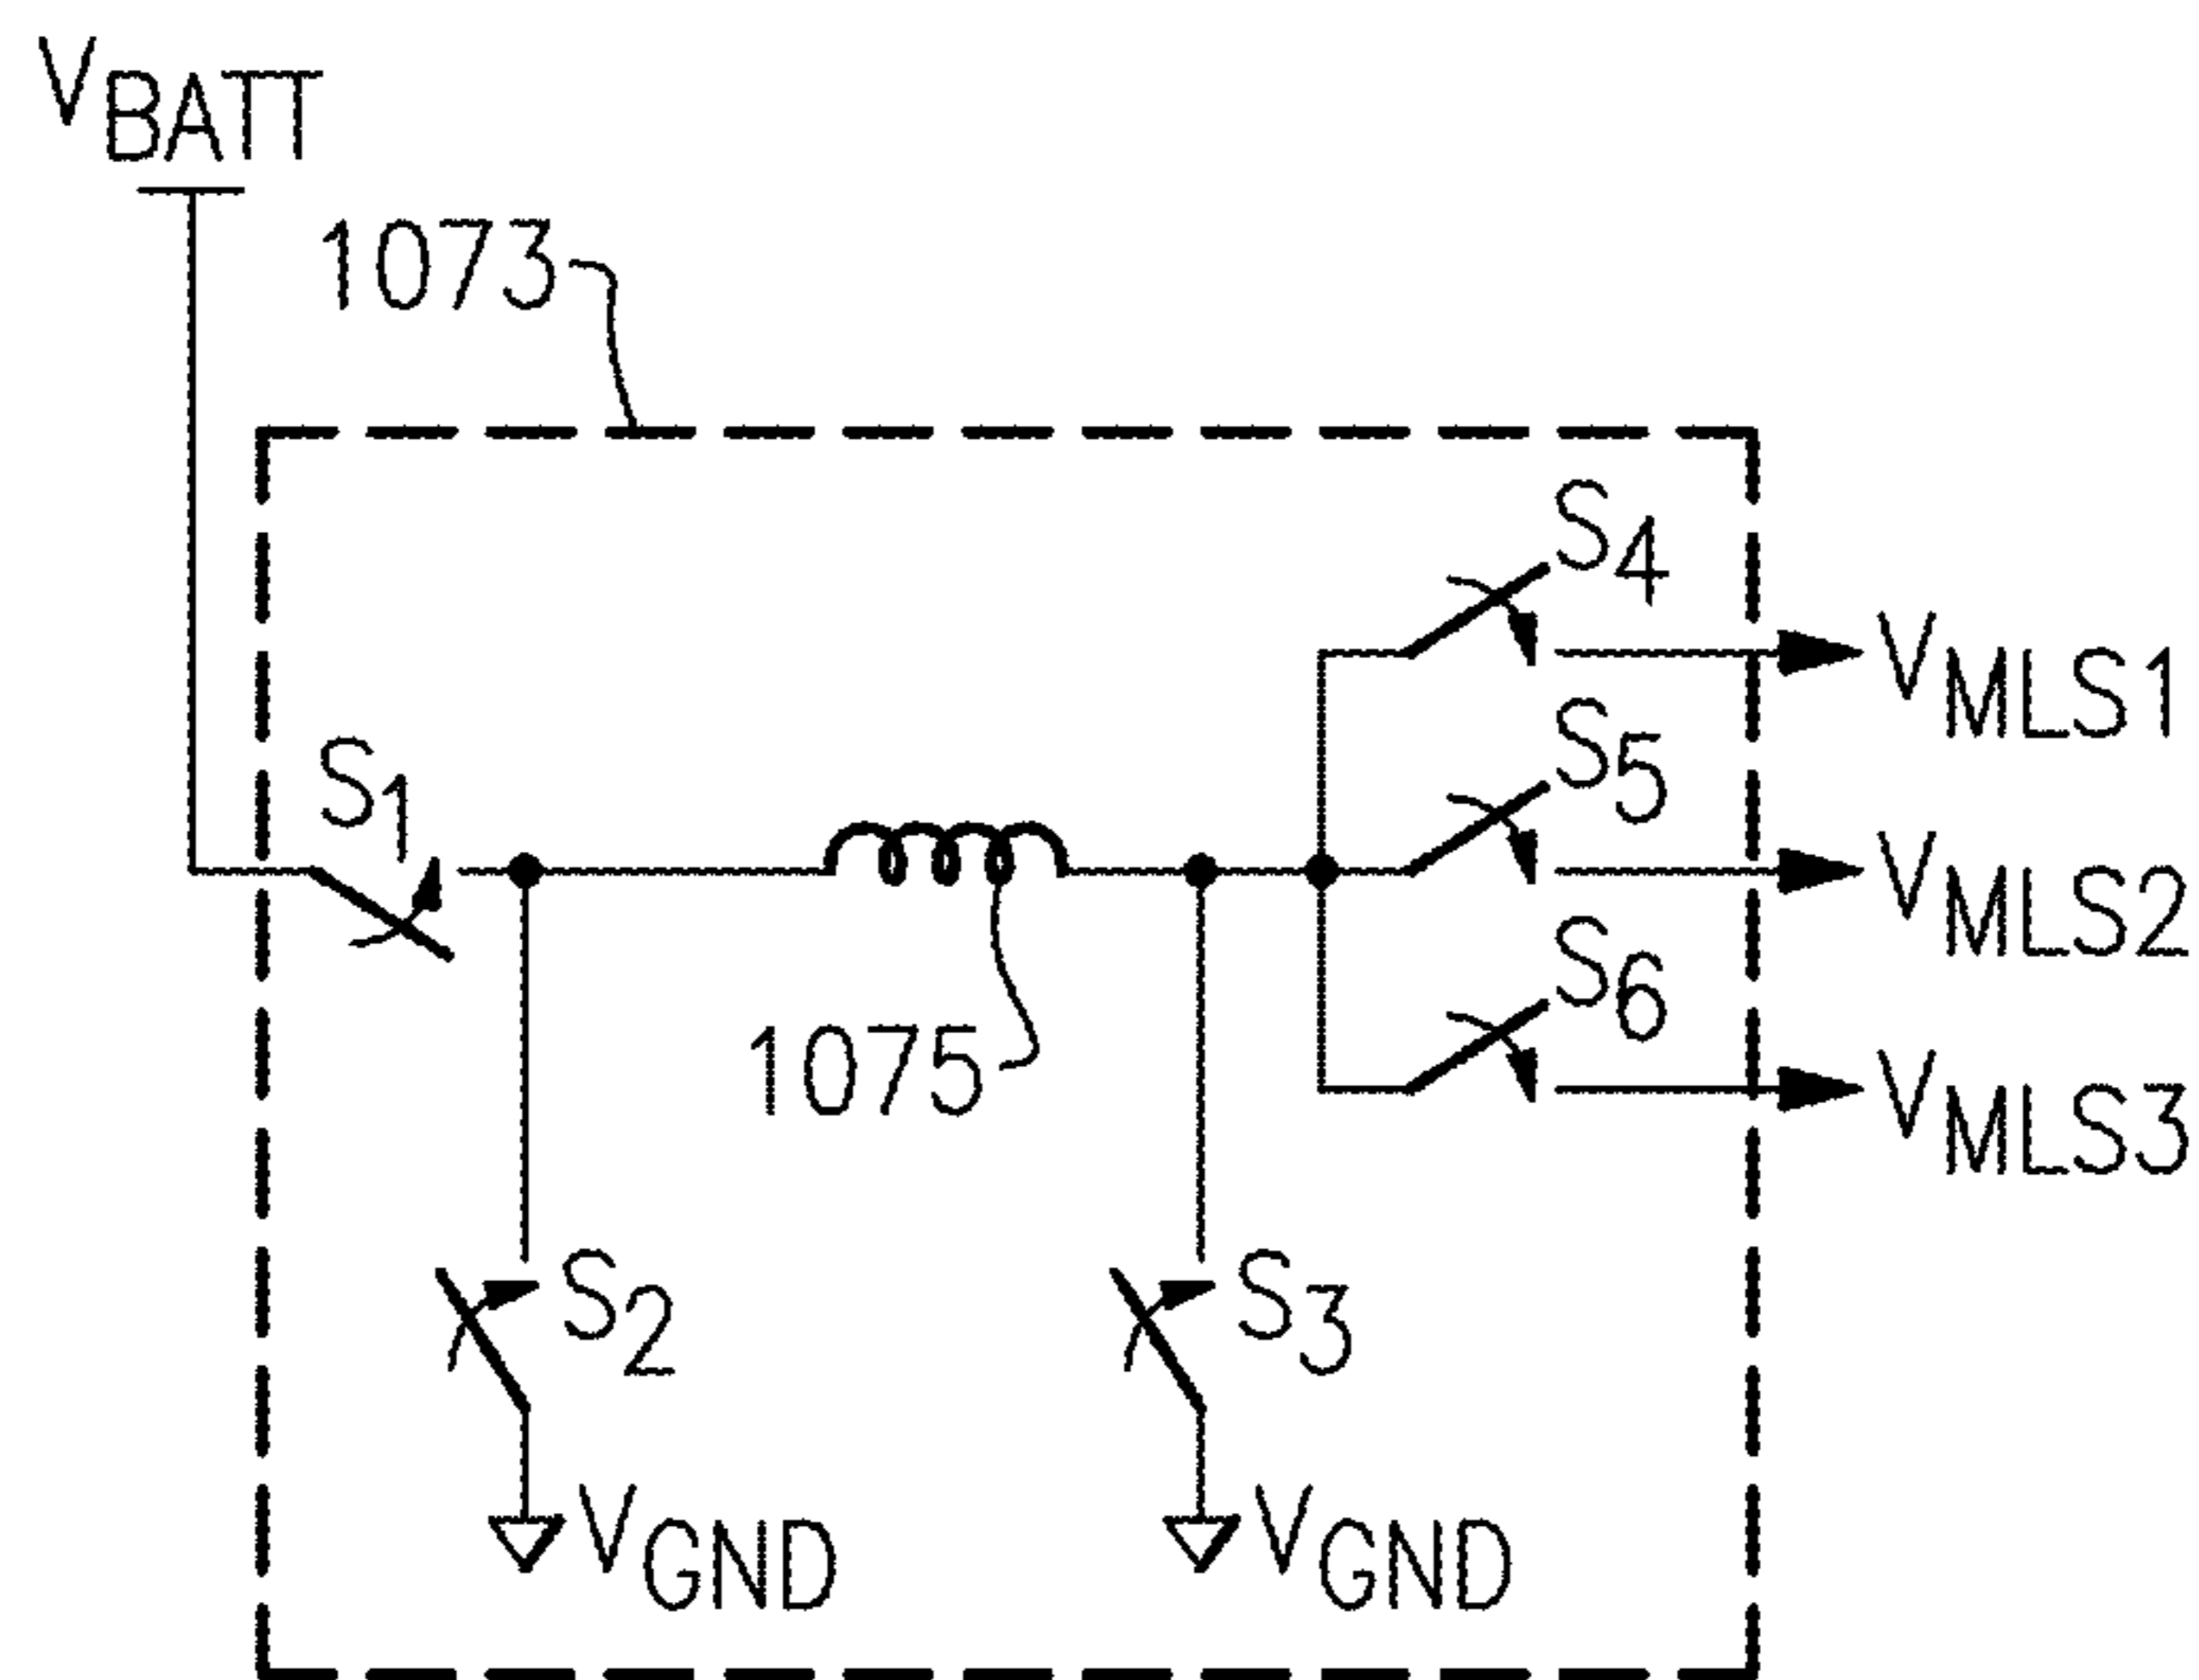 VBATT
1073
S4
VMLS1
S5
VMLS2
S1
S6
1075
VMLS3
S2
S3
VGND
VGND